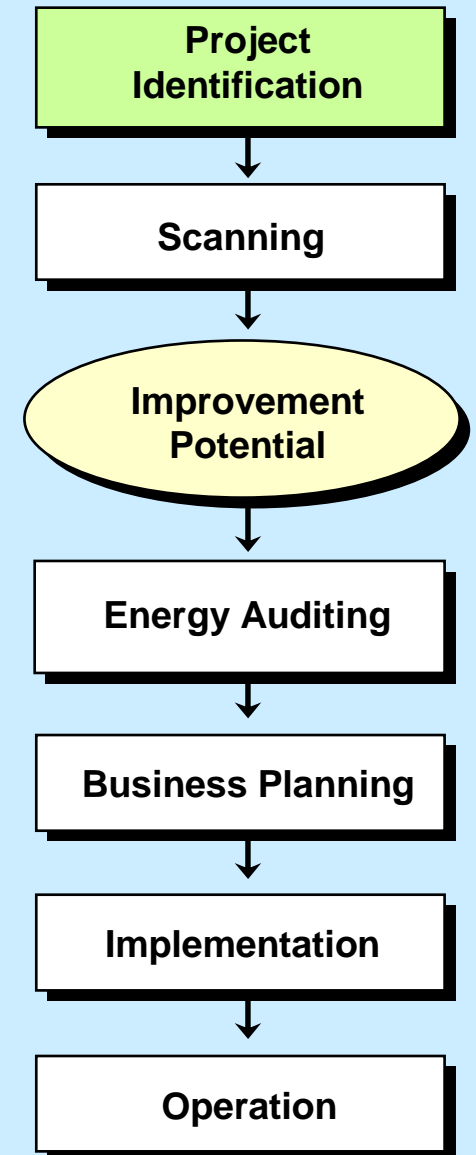 Project
Identification
Scanning
Improvement
Potential
Energy Auditing
Business Planning
Implementation
Operation